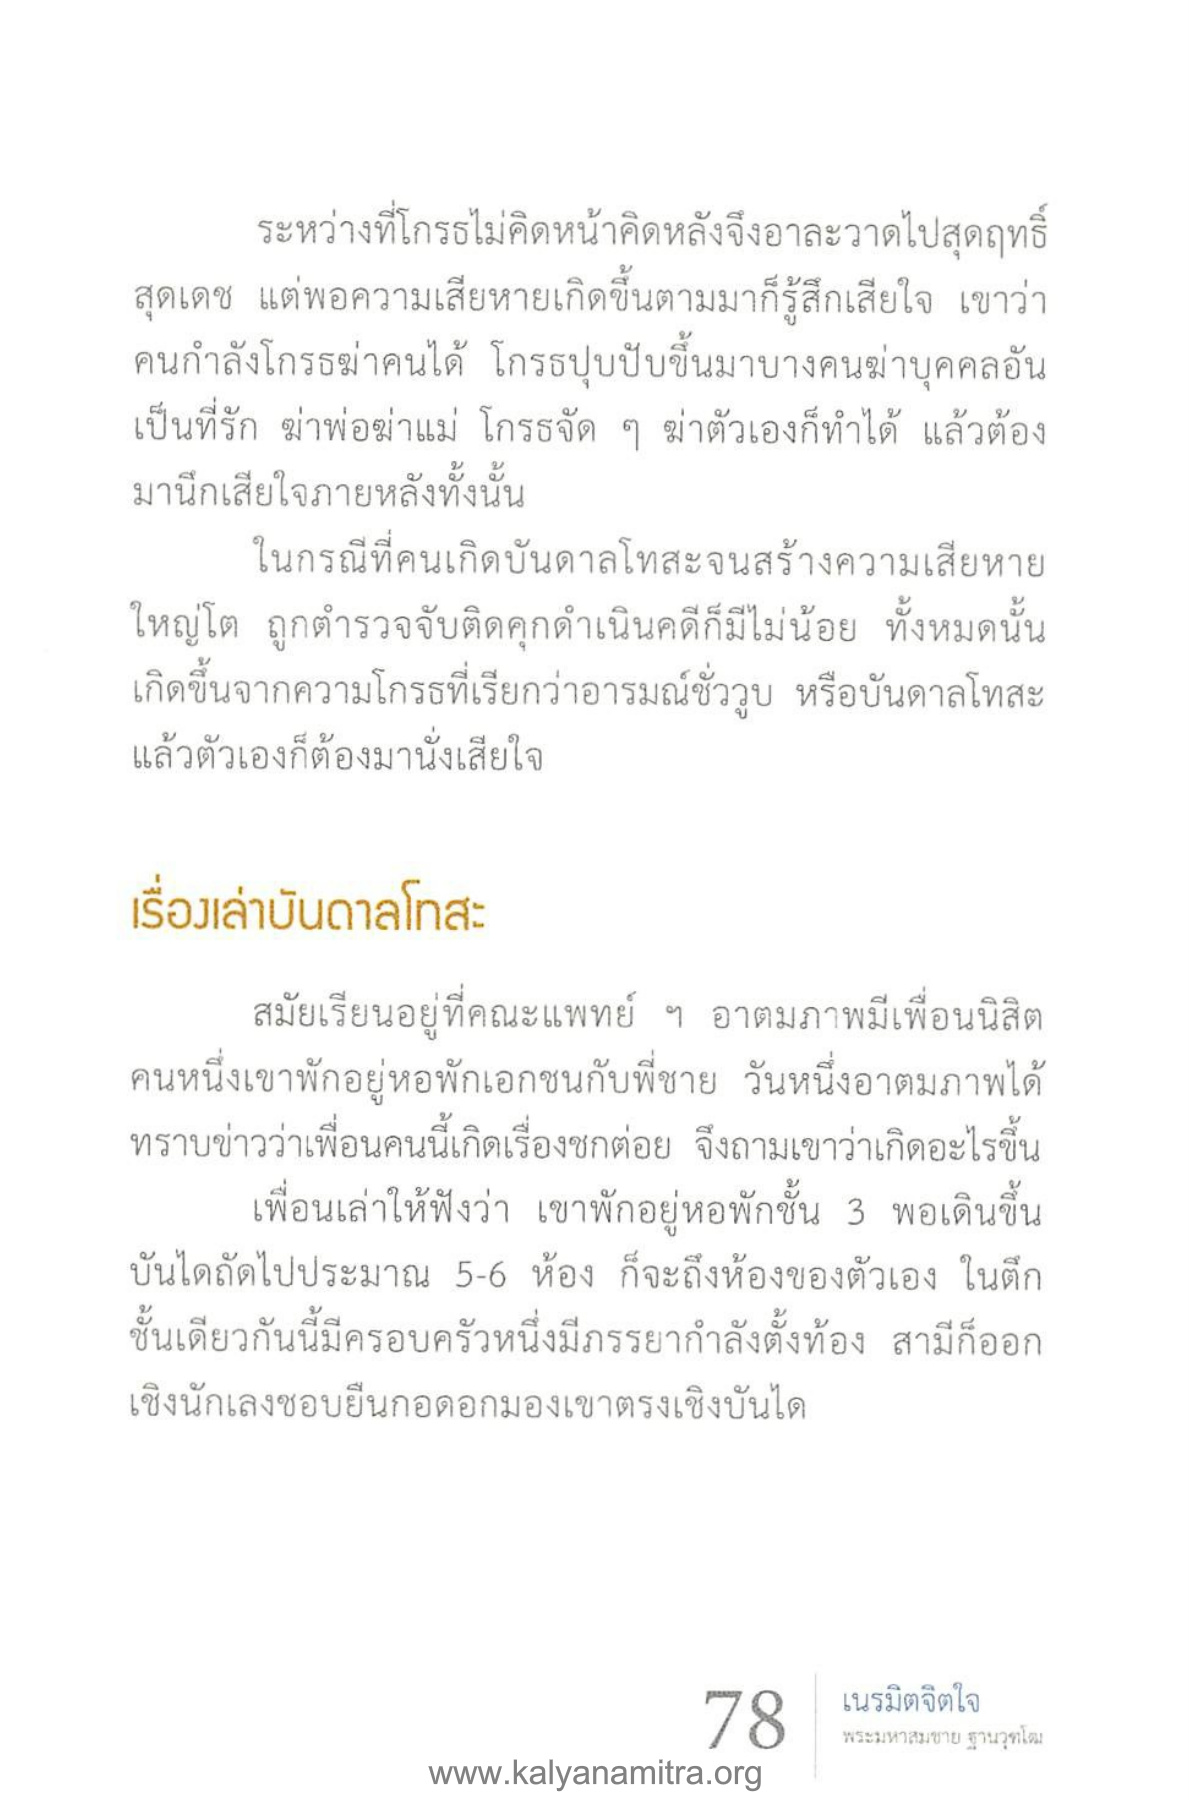 ระหว่างที่โกรธไม่คิดหน้าคิดหลังจึงอาละวาดไปสุดฤทธิ์
สุดเดช แต่พอความเสียหายเกิดขึ้นตามมาก็รู้สึกเสียใจ เขาว่า
คนกำลังโกรธฆ่าคนได้ โกรธปุบปับขึ้นมาบางคนฆ่าบุคคลอัน
เป็นที่รัก ฆ่าพ่อฆ่าแม่ โกรธจัด ๆ ฆ่าตัวเองก็ทำได้ แล้วต้อง
มานึกเสียใจภายหลังทั้งนั้น
ในกรณีที่คนเกิดบันดาลโทสะจนสร้างความเสียหาย
ใหญ่โต ถูกตำรวจจับติดคุกดำเนินคดีก็มีไม่น้อย ทั้งหมดนั้น
เกิดขึ้นจากความโกรธที่เรียกว่าอารมณ์ชั่ววูบ หรือบันดาลโทสะ
แล้วตัวเองก็ต้องมานั่งเสียใจ
เรื่องเล่าบันดาลโทสะ
สมัยเรียนอยู่ที่คณะแพทย์ ฯ อาตมภาพมีเพื่อนนิสิต
คนหนึ่งเขาพักอยู่หอพักเอกชนกับพี่ชาย วันหนึ่งอาตมภาพได้
ทราบข่าวว่าเพื่อนคนนี้เกิดเรื่องชกต่อย จึงถามเขาว่าเกิดอะไรขึ้น
เพื่อนเล่าให้ฟังว่า เขาพักอยู่หอพักชั้น 3 พอเดินขึ้น
บันไดถัดไปประมาณ 5-6 ห้อง ก็จะถึงห้องของตัวเอง ในตึก
ชั้นเดียวกันนี้มีครอบครัวหนึ่งมีภรรยากำลังตั้งท้อง สามีก็ออก
เชิงนักเลงชอบยืนกอดอกมองเขาตรงเชิงบันได
78
เนรมิตจิตใจ
พระมหาสมชาย ฐานวุฑฺโฒ
www.kalyanamitra.org